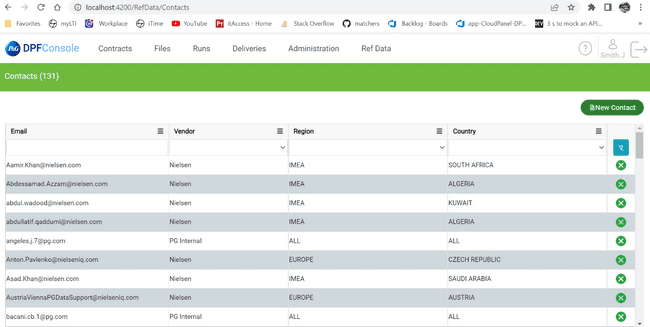 localhost:4200/RefData/Contacts
Favorites myLTI Workplace iTime YouTube itAccess - Home Stack Overflow matchers Backlog - Boards app-CloudPanel-DP... 3 s to mock an API...
P&G DPFConsole Contracts Files Runs Deliveries Administration Ref Data ? Smith J
Contacts (131)
New Contact
Email Vendor Region Country
Aamir.Khan@nielsen.com Nielsen IMEA SOUTH AFRICA
Abdessamad.Azzam@nielsen.com Nielsen IMEA ALGERIA
abdul.wadood@nielsen.com Nielsen IMEA KUWAIT
abdullatif.qaddumi@nielsen.com Nielsen IMEA ALGERIA
angeles.j.7@pg.com PG Internal ALL ALL
Anton.Pavlenko@nielseniq.com Nielsen EUROPE CZECH REPUBLIC
Asad.Khan@nielsen.com Nielsen IMEA SAUDI ARABIA
AustriaViennaPGDataSupport@nielseniq.com Nielsen EUROPE AUSTRIA
bacani.cb.1@pg.com PG Internal ALL ALL